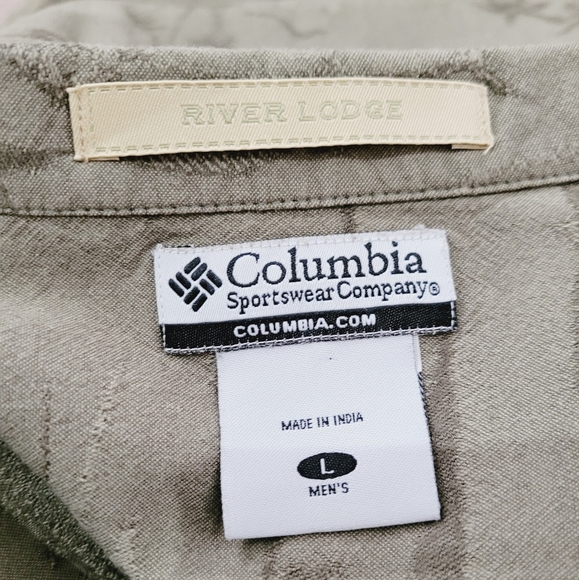 RIVER LODGE
Columbia
Sportswear Company®
COLUMBIA.COM
MADE IN INDIA
L
MEN'S